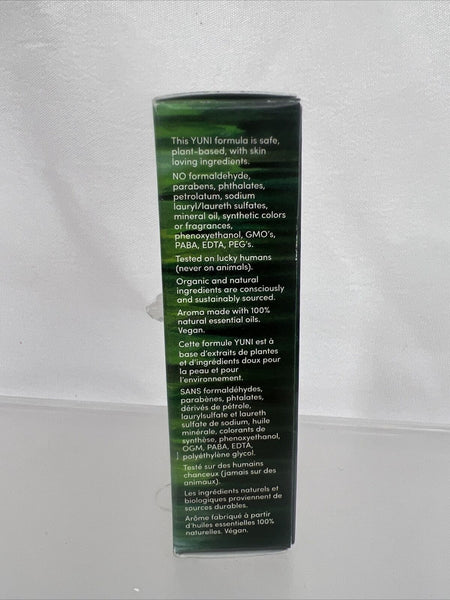 This YUNI formula is safe,
plant-based, with skin
loving ingredients.
NO formaldehyde,
parabens, phthalates,
petrolatum, sodium
lauryl/laureth sulfates,
mineral oil, synthetic colors
or fragrances,
phenoxyethanol, GMO's,
PABA, EDTA, PEG's.
Tested on lucky humans
(never on animals).
Organic and natural
ingredients are consciously
and sustainably sourced.
Aroma made with 100%
natural essential oils.
Vegan.
Cette formule YUNI est à
base d'extraits de plantes
et d'ingrédients doux pour
la peau et pour
l'environnement.
SANS formaldéhydes,
parabènes, phtalates,
dérivés de pétrole,
laurylsulfate et laureth
sulfate de sodium, huile
minérale, colorants de
synthèse, phenoxyethanol,
OGM, PABA, EDTA,
polyéthylène glycol.
Testé sur des humains
chanceux (jamais sur des
animaux).
Les ingrédients naturels et
biologiques proviennent de
sources durables.
Arôme fabriqué à partir
d'huiles essentielles 100%
naturelles. Vegan.